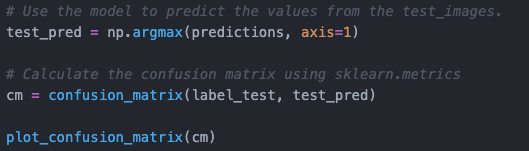 # Use the model to predict the values from the test_images.
test_pred = np.argmax(predictions, axis=1)
# Calculate the confusion matrix using sklearn.metrics
cm = confusion_matrix(label_test, test_pred)
plot_confusion_matrix(cm)